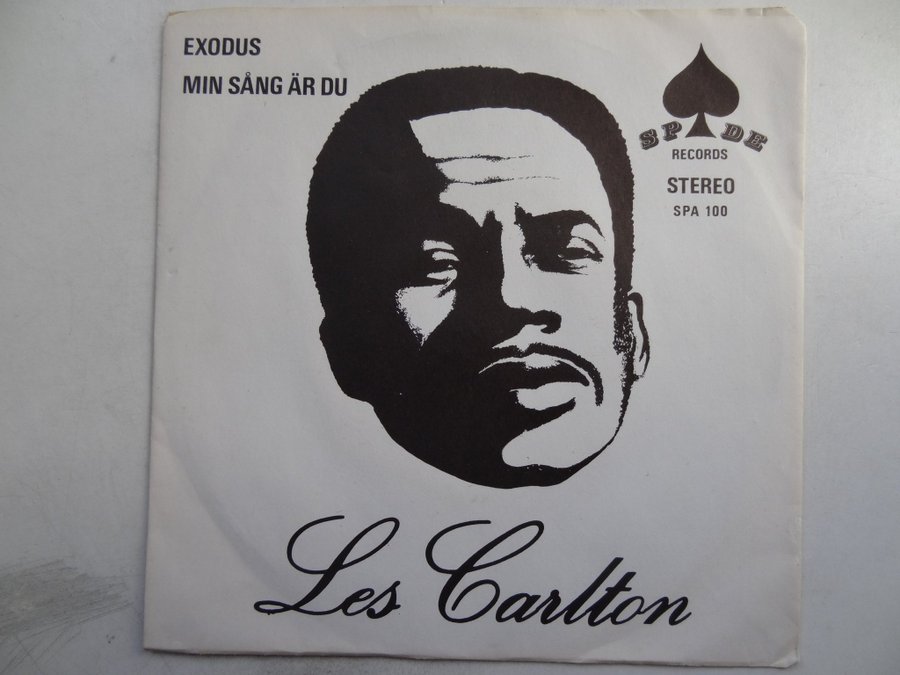 EXODUS
MIN SÅNG ÄR DU
SPADE
RECORDS
STEREO
SPA 100
Les Carlton